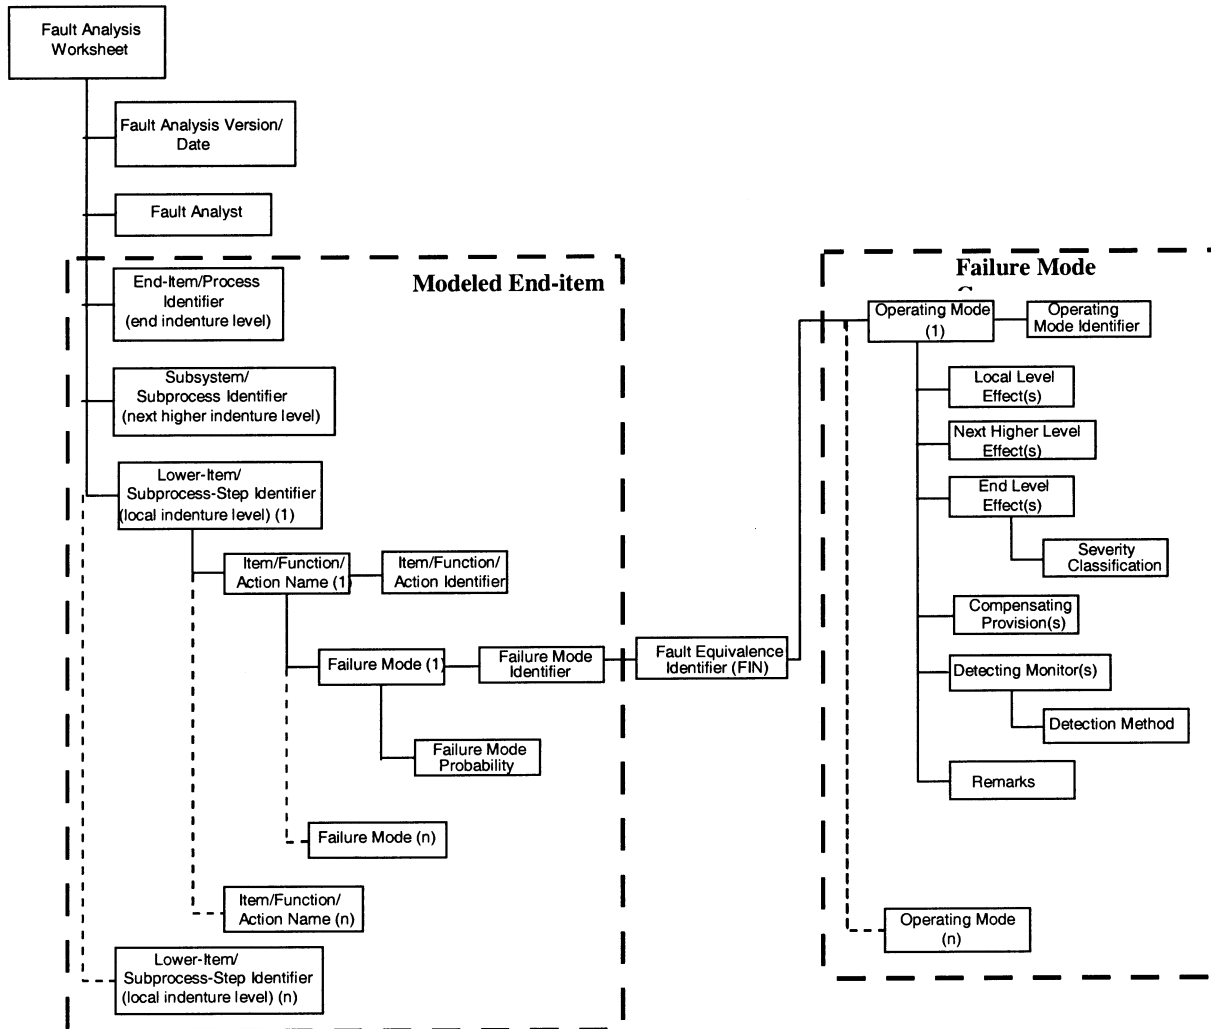 Fault Analysis
Worksheet
Fault Analysis Version/
Date
Fault Analyst
Modeled End-item
End-Item/Process
Identifier
(end indenture level)
Subsystem/
Subprocess Identifier
(next higher indenture level)
Lower-Item/
Subprocess-Step Identifier
(local indenture level) (1)
Item/Function/
Action Name (1)
Item/Function/
Action Identifier
Failure Mode (1)
Failure Mode
Identifier
Failure Mode
Probability
Failure Mode (n)
Item/Function/
Action Name (n)
Lower-Item/
Subprocess-Step Identifier
(local indenture level) (n)
Fault Equivalence
Identifier (FIN)
Failure Mode
Operating Mode
(1)
Operating
Mode Identifier
Local Level
Effect(s)
Next Higher Level
Effect(s)
End Level
Effect(s)
Severity
Classification
Compensating
Provision(s)
Detecting Monitor(s)
Detection Method
Remarks
Operating Mode
(n)